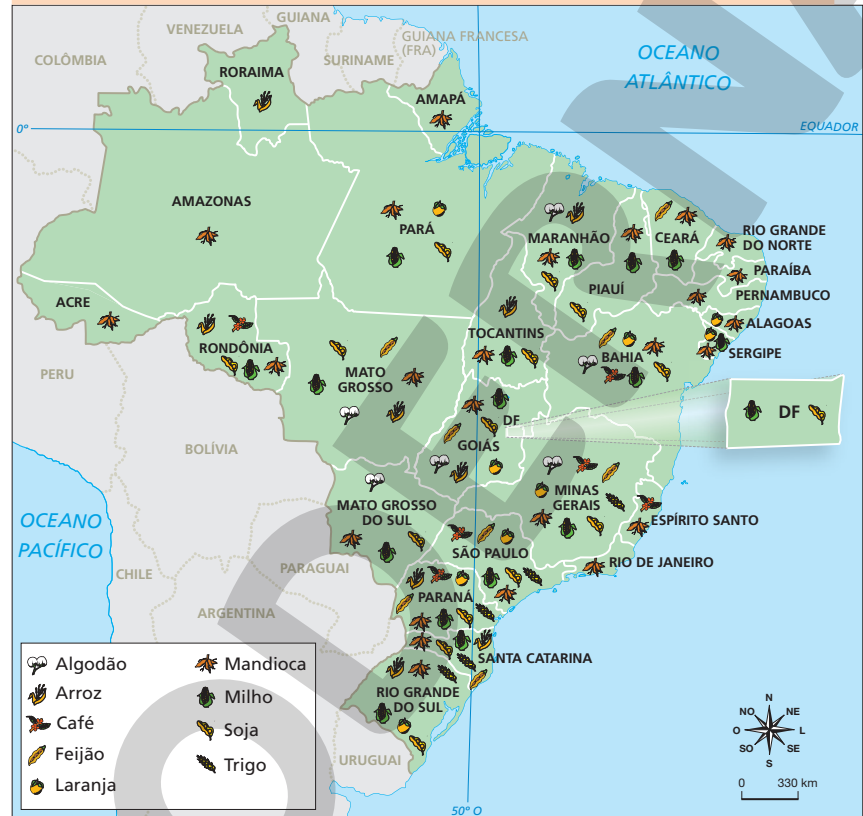 GUIANA
VENEZUELA
GUIANA FRANCESA
(FRA)
COLÔMBIA
SURINAME
RORAIMA
OCEANO
ATLÂNTICO
AMAPÁ
0º
EQUADOR
AMAZONAS
PARÁ
MARANHÃO
CEARÁ
RIO GRANDE
DO NORTE
PARAÍBA
PIAUÍ
PERNAMBUCO
ACRE
TOCANTINS
ALAGOAS
RONDÔNIA
BAHIA
SERGIPE
PERU
MATO
GROSSO
DF
DF
GOIÁS
BOLÍVIA
MINAS
GERAIS
MATO GROSSO
DO SUL
ESPÍRITO SANTO
OCEANO
PACÍFICO
SÃO PAULO
RIO DE JANEIRO
CHILE
PARAGUAI
PARANÁ
ARGENTINA
SANTA CATARINA
RIO GRANDE
DO SUL
URUGUAI
Algodão
Arroz
Café
Feijão
Laranja
Mandioca
Milho
Soja
Trigo
N
NO
NE
O
L
SO
SE
S
0 330 km
50º O